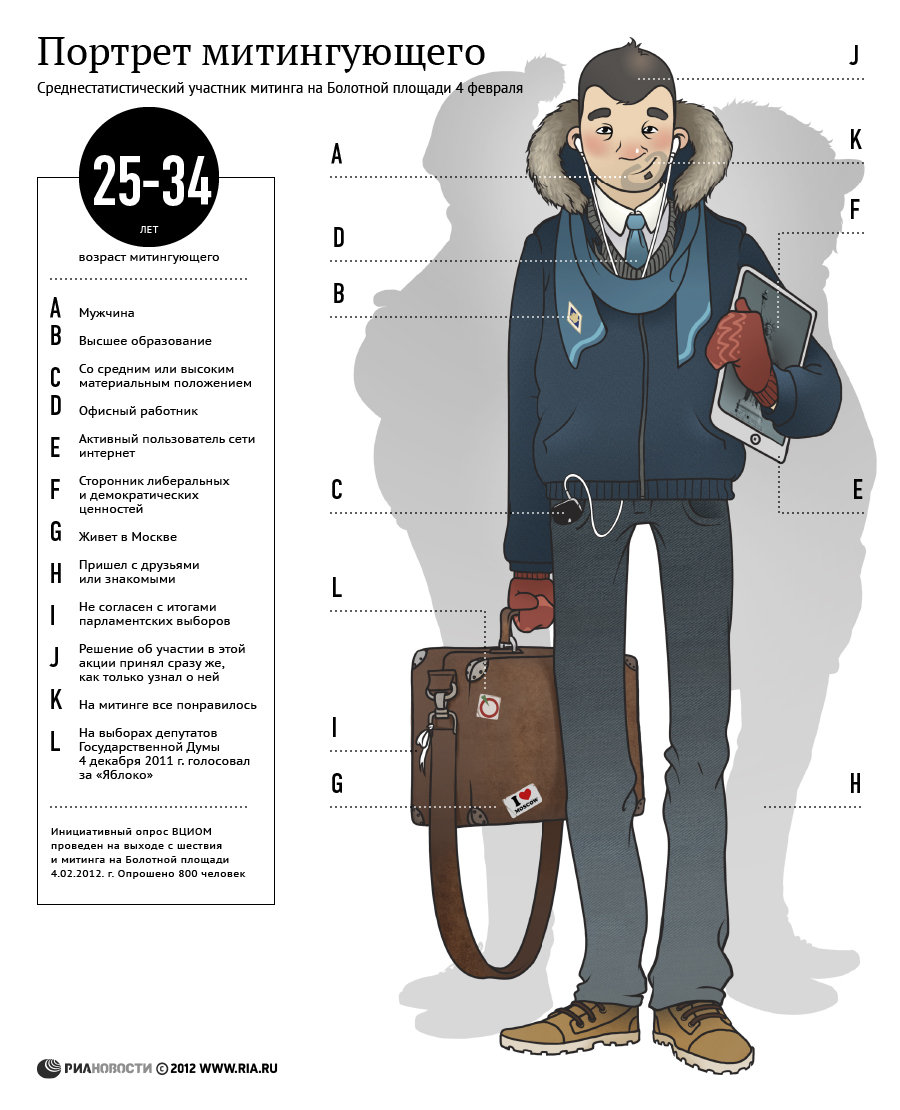 Портрет митингующего
Среднестатистический участник митинга на Болотной площади 4 февраля
25-34
ЛЕТ
возраст митингующего
A Мужчина
B Высшее образование
C Со средним или высоким
материальным положением
D Офисный работник
E Активный пользователь сети
интернет
F Сторонник либеральных
и демократических
ценностей
G Живет в Москве
H Пришел с друзьями
или знакомыми
I Не согласен с итогами
парламентских выборов
J Решение об участии в этой
акции принял сразу же,
как только узнал о ней
K На митинге все понравилось
L На выборах депутатов
Государственной Думы
4 декабря 2011 г. голосовал
за «Яблоко»
Инициативный опрос ВЦИОМ
проведен на выходе с шествия
и митинга на Болотной площади
4.02.2012. г. Опрошено 800 человек
A
D
B
C
L
I
G
J
K
F
E
H
I
MOSCOW
РИАНОВОСТИ © 2012 WWW.RIA.RU